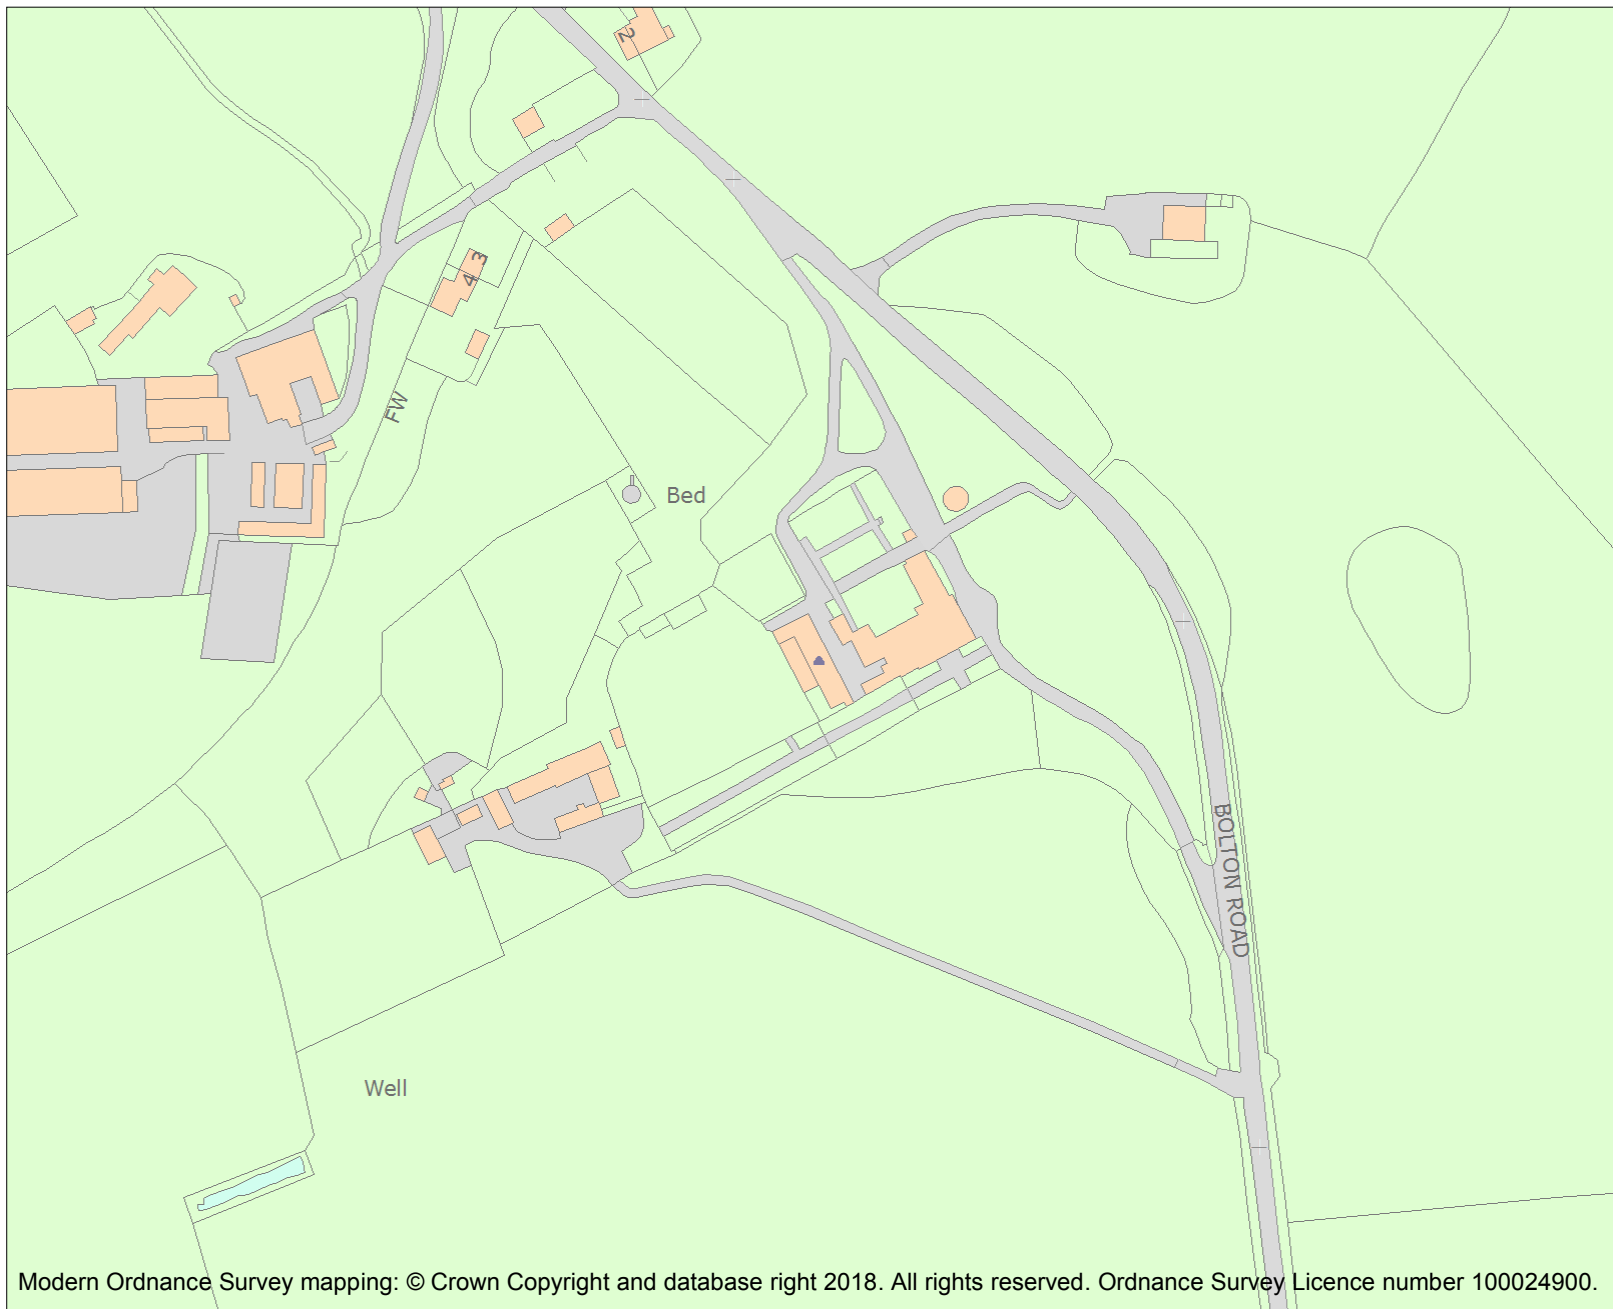 2
3
4
FW
Bed
BOLTON ROAD
Well
Modern Ordnance Survey mapping: © Crown Copyright and database right 2018. All rights reserved. Ordnance Survey Licence number 100024900.